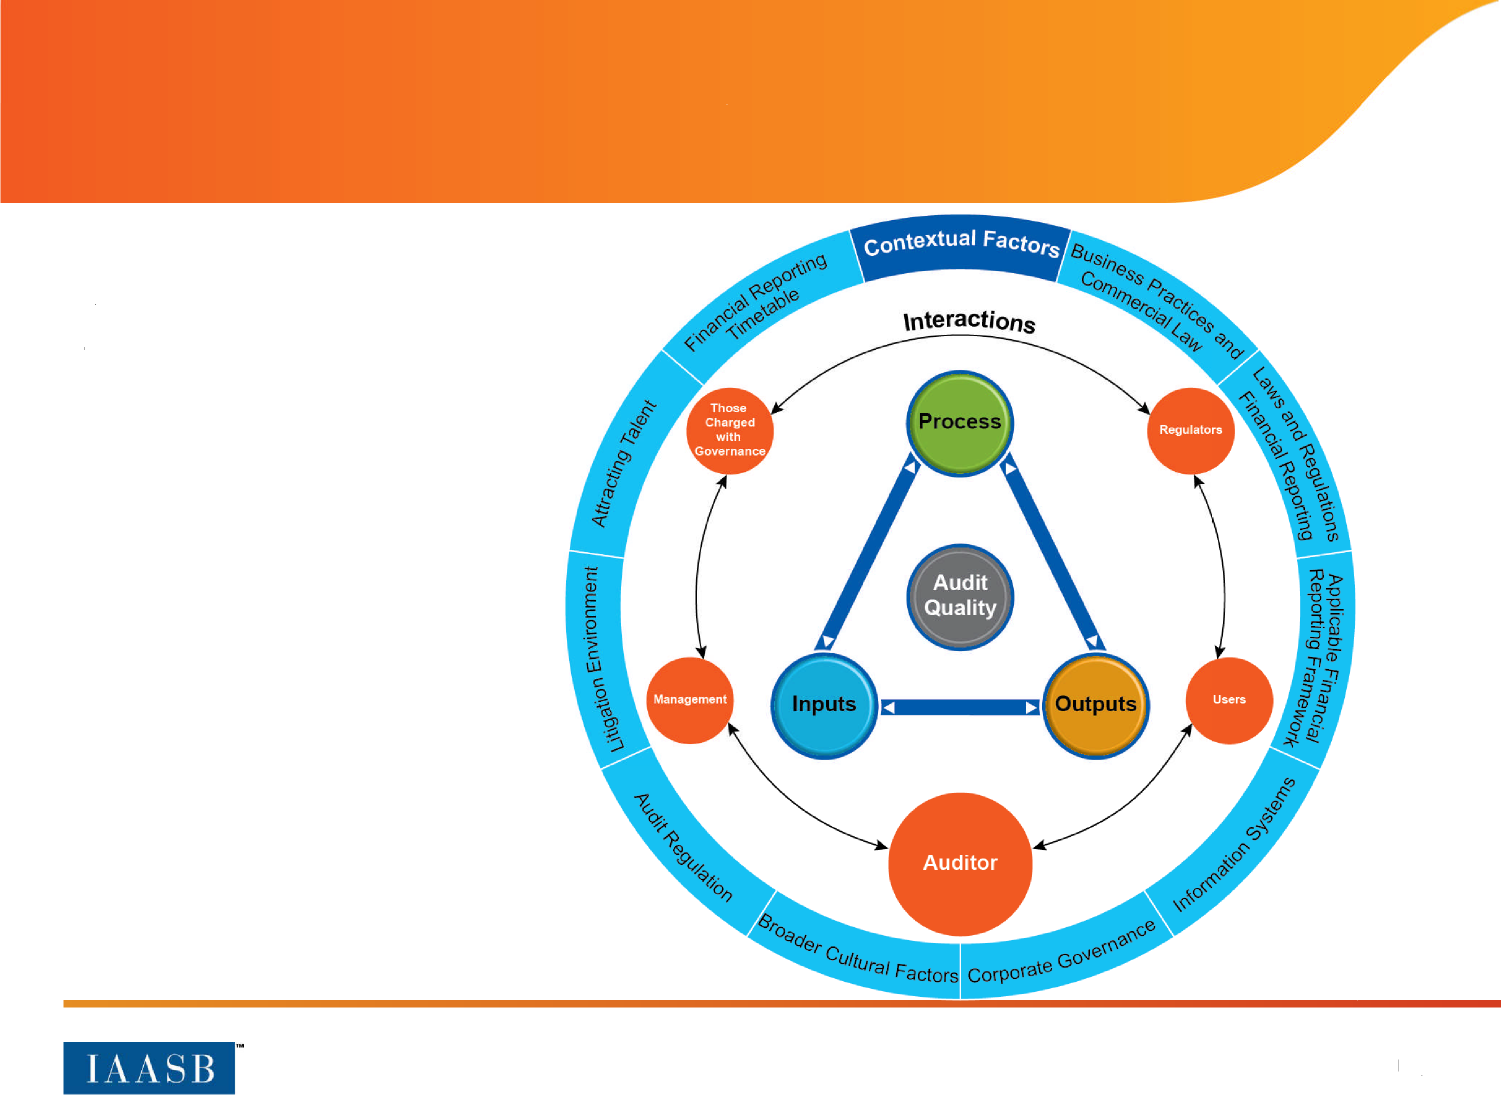 Contextual Factors
Business Practices and
Commercial Law
Laws and Regulations
Financial Reporting
Applicable Financial
Reporting Framework
Information Systems
Corporate Governance
Broader Cultural Factors
Audit Regulation
Litigation Environment
Attracting Talent
Financial Reporting
Timetable
Interactions
Those
Charged
with
Governance
Regulators
Process
Audit
Quality
Management
Inputs
Outputs
Users
Auditor
IAASB™